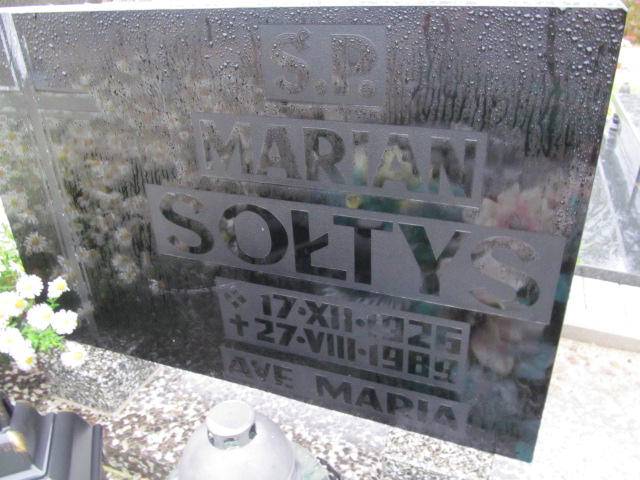 Ś.P.
MARIAN
SOŁTYS
17·XII·1926
+27·VIII·1989
AVE MARIA